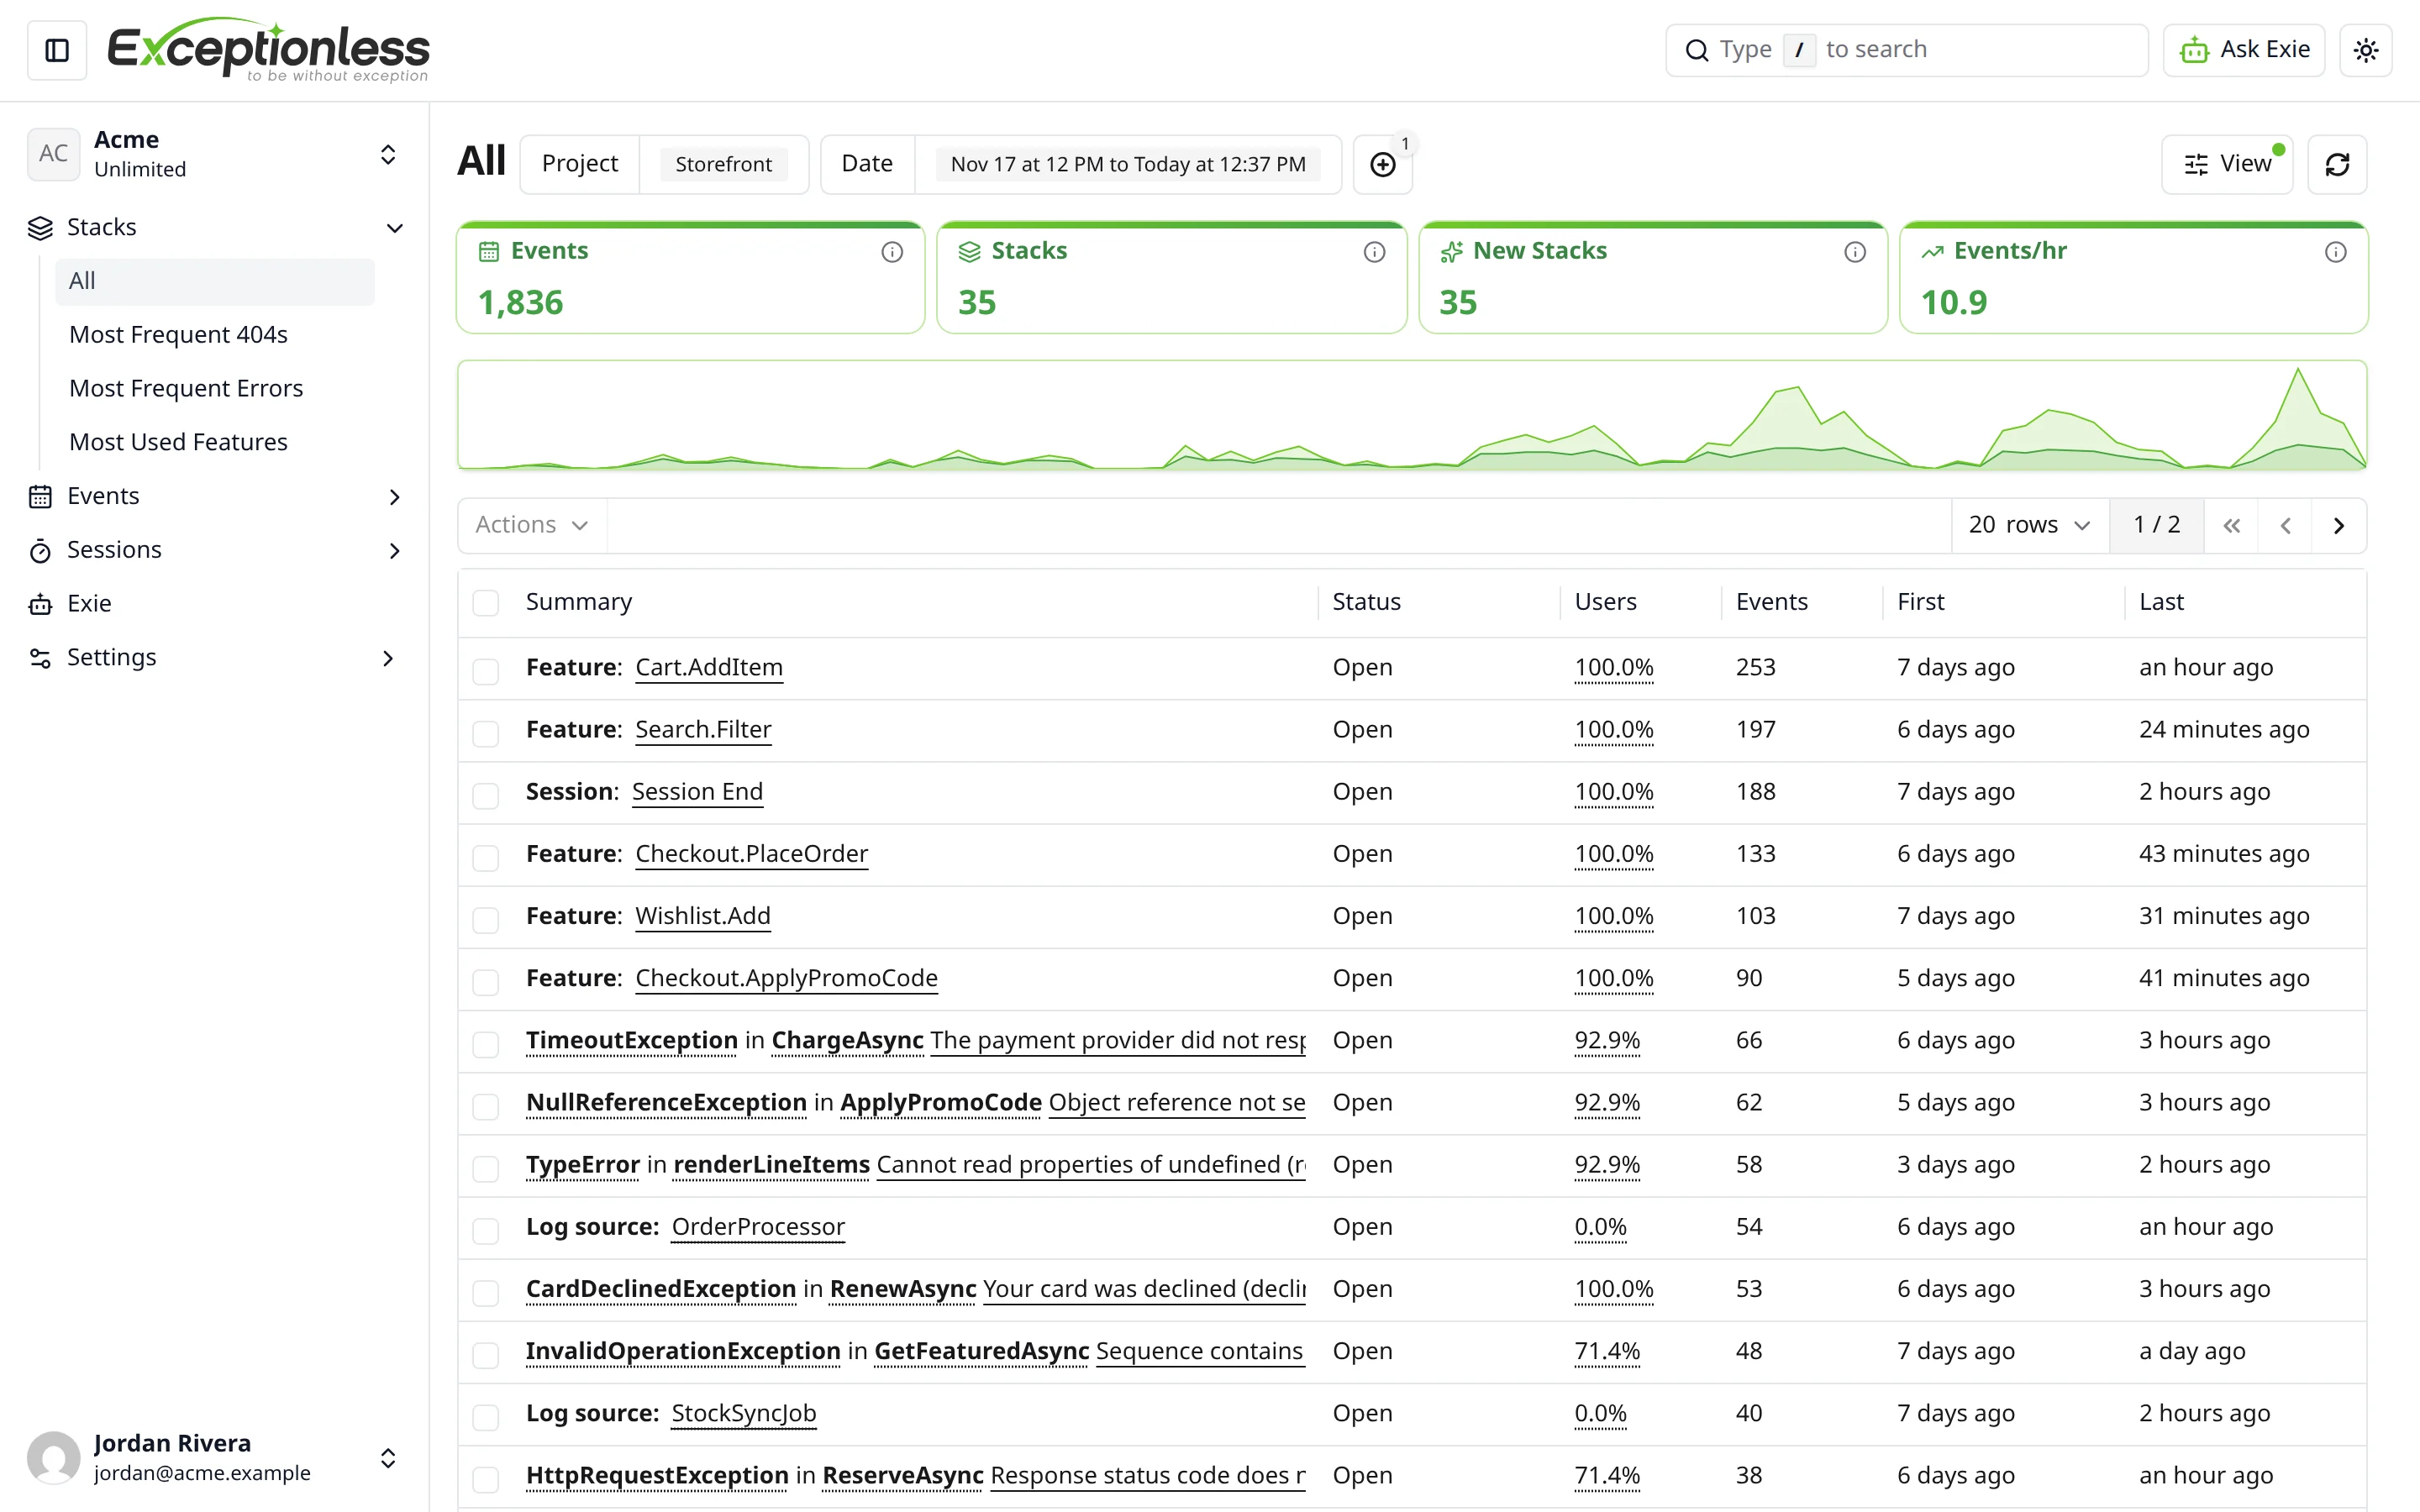 Exceptionless
to be without exception
Type / to search
Ask Exie
AC
Acme
Unlimited
Stacks
All
Most Frequent 404s
Most Frequent Errors
Most Used Features
Events
Sessions
Exie
Settings
Jordan Rivera
jordan@acme.example
All
Project Storefront
Date Nov 17 at 12 PM to Today at 12:37 PM
1
View
Events
1,836
Stacks
35
New Stacks
35
Events/hr
10.9
Actions
20 rows
1 / 2
Summary Status Users Events First Last
Feature: Cart.AddItem Open 100.0% 253 7 days ago an hour ago
Feature: Search.Filter Open 100.0% 197 6 days ago 24 minutes ago
Session: Session End Open 100.0% 188 7 days ago 2 hours ago
Feature: Checkout.PlaceOrder Open 100.0% 133 6 days ago 43 minutes ago
Feature: Wishlist.Add Open 100.0% 103 7 days ago 31 minutes ago
Feature: Checkout.ApplyPromoCode Open 100.0% 90 5 days ago 41 minutes ago
TimeoutException in ChargeAsync The payment provider did not resp Open 92.9% 66 6 days ago 3 hours ago
NullReferenceException in ApplyPromoCode Object reference not se Open 92.9% 62 5 days ago 3 hours ago
TypeError in renderLineItems Cannot read properties of undefined (r Open 92.9% 58 3 days ago 2 hours ago
Log source: OrderProcessor Open 0.0% 54 6 days ago an hour ago
CardDeclinedException in RenewAsync Your card was declined (declin Open 100.0% 53 6 days ago 3 hours ago
InvalidOperationException in GetFeaturedAsync Sequence contains Open 71.4% 48 7 days ago a day ago
Log source: StockSyncJob Open 0.0% 40 7 days ago 2 hours ago
HttpRequestException in ReserveAsync Response status code does n Open 71.4% 38 6 days ago an hour ago